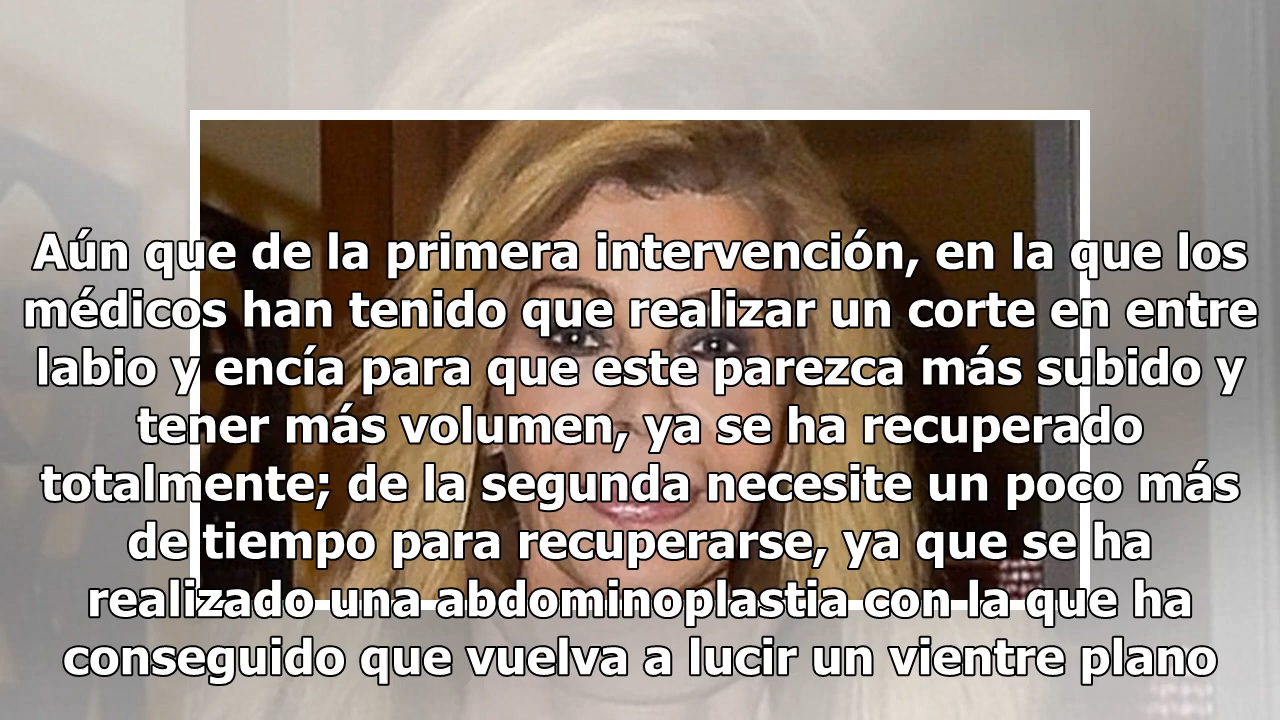 Aún que de la primera intervención, en la que los
médicos han tenido que realizar un corte en entre
labio y encía para que este parezca más subido y
tener más volumen, ya se ha recuperado
totalmente; de la segunda necesite un poco más
de tiempo para recuperarse, ya que se ha
realizado una abdominoplastia con la que ha
conseguido que vuelva a lucir un vientre plano